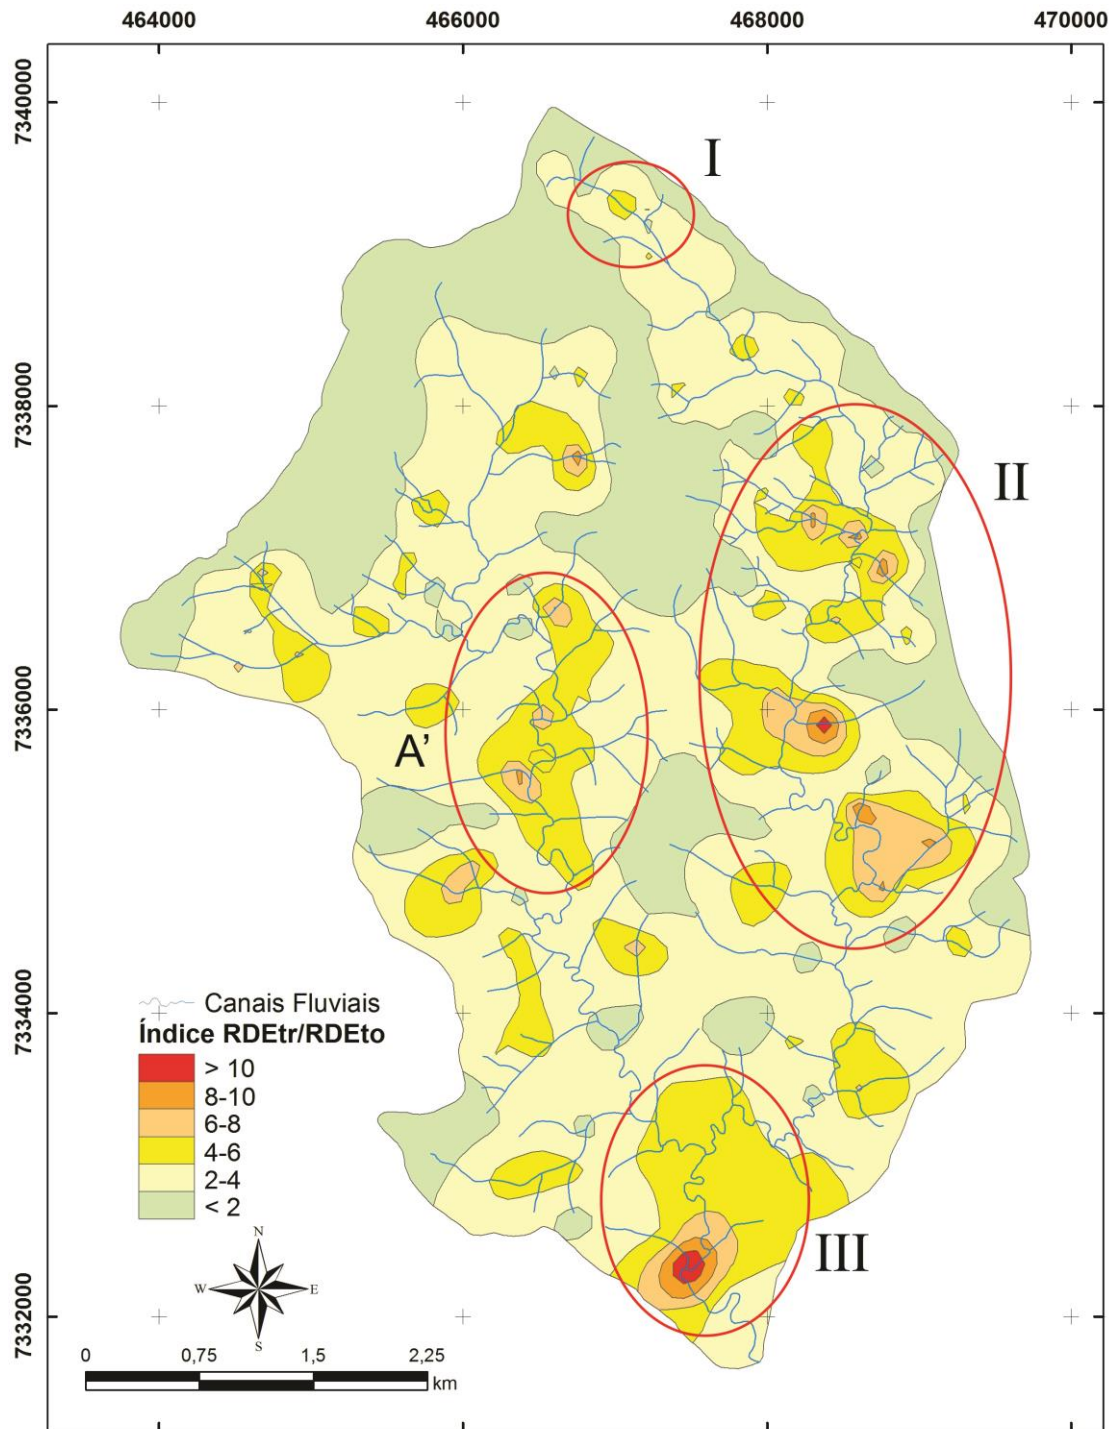 464000 466000 468000 470000
7340000
I
7338000
II
7336000
A’
7334000
Canais Fluviais
Índice RDEtr/RDEto
> 10
8-10
6-8
4-6
2-4
< 2
N
W E
S
III
7332000
0 0,75 1,5 2,25
km